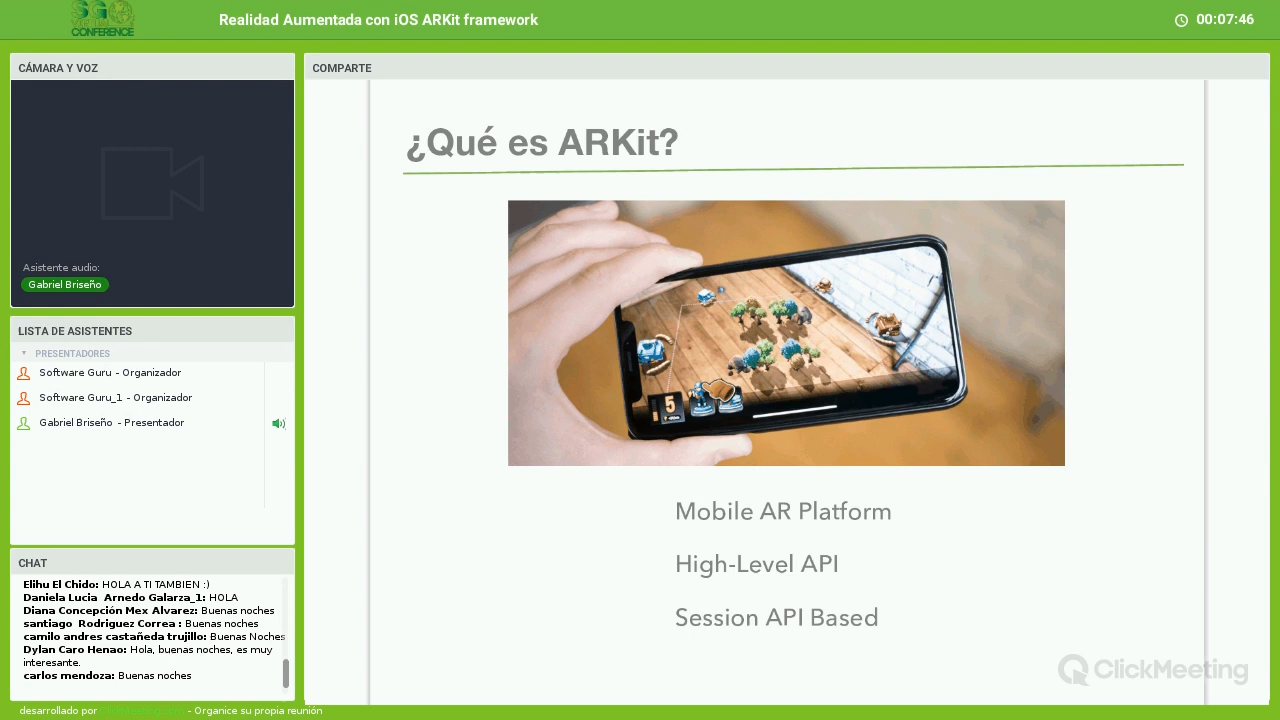 SG
CONFERENCE
Realidad Aumentada con iOS ARKit framework
00:07:46
CÁMARA Y VOZ
Asistente audio:
Gabriel Briseño
LISTA DE ASISTENTES
PRESENTADORES
Software Guru - Organizador
Software Guru_1 - Organizador
Gabriel Briseño - Presentador
CHAT
Elihu El Chido: HOLA A TI TAMBIEN :)
Daniela Lucia Arnedo Galarza_1: HOLA
Diana Concepción Mex Alvarez: Buenas noches
santiago Rodriguez Correa : Buenas noches
camilo andres castañeda trujillo: Buenas Noches
Dylan Caro Henao: Hola, buenas noches, es muy
interesante.
carlos mendoza: Buenas noches
COMPARTE
¿Qué es ARKit?
5
Mobile AR Platform
High-Level API
Session API Based
ClickMeeting
desarrollado por
- Organice su propia reunión